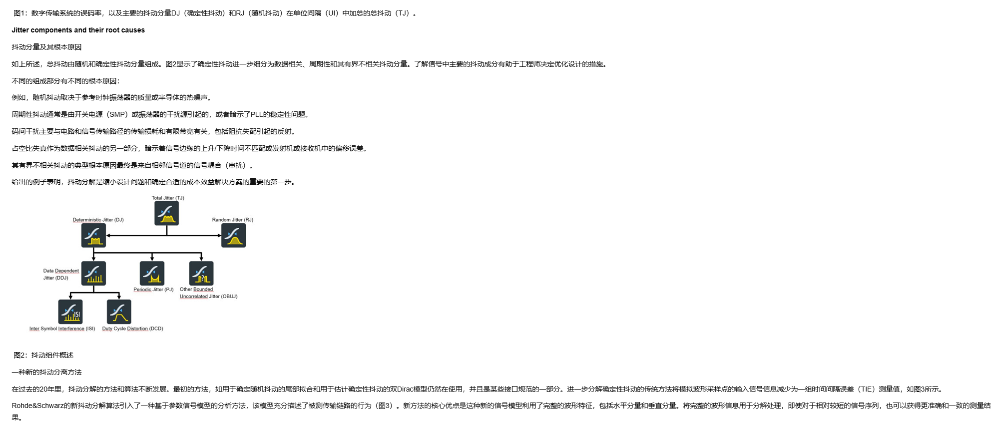 图1：数字传输系统的误码率，以及主要的抖动分量DJ（确定性抖动）和RJ（随机抖动）在单位间隔（UI）中加总的总抖动（TJ）。
Jitter components and their root causes
抖动分量及其根本原因
如上所述，总抖动由随机和确定性抖动分量组成。图2显示了确定性抖动进一步细分为数据相关、周期性和其有界不相关抖动分量。了解信号中主要的抖动成分有助于工程师决定优化设计的措施。
不同的组成部分有不同的根本原因：
例如，随机抖动取决于参考时钟振荡器的质量或半导体的热噪声。
周期性抖动通常是由开关电源（SMP）或振荡器的干扰源引起的，或者暗示了PLL的稳定性问题。
码间干扰主要与电路和信号传输路径的传输损耗和有限带宽有关，包括阻抗失配引起的反射。
占空比失真作为数据相关抖动的另一部分，暗示着信号边缘的上升/下降时间不匹配或发射机或接收机中的偏移误差。
其有界不相关抖动的典型根本原因最终是来自相邻信号道的信号耦合（串扰）。
给出的例子表明，抖动分解是缩小设计问题和确定合适的成本效益解决方案的重要的第一步。
Total Jitter (TJ)
Deterministic Jitter (DJ)
Random Jitter (RJ)
Data Dependent
Jitter (DDJ)
?
Periodic Jitter (PJ)
Other Bounded
Uncorrelated Jitter (OBUJ)
ISI
Inter Symbol Interference (ISI)
Duty Cycle Distortion (DCD)
图2：抖动组件概述
一种新的抖动分离方法
在过去的20年里，抖动分解的方法和算法不断发展。最初的方法，如用于确定随机抖动的尾部拟合和用于估计确定性抖动的双Dirac模型仍然在使用，并且是某些接口规范的一部分。进一步分解确定性抖动的传统方法将模拟波形采样点的输入信号信息减少为一组时间间隔误差（TIE）测量值，如图3所示。
Rohde&Schwarz的新抖动分解算法引入了一种基于参数信号模型的分析方法，该模型充分描述了被测传输链路的行为（图3）。新方法的核心优点是这种新的信号模型利用了完整的波形特征，包括水平分量和垂直分量。将完整的波形信息用于分解处理，即使对于相对较短的信号序列，也可以获得更准确和一致的测量结
果。